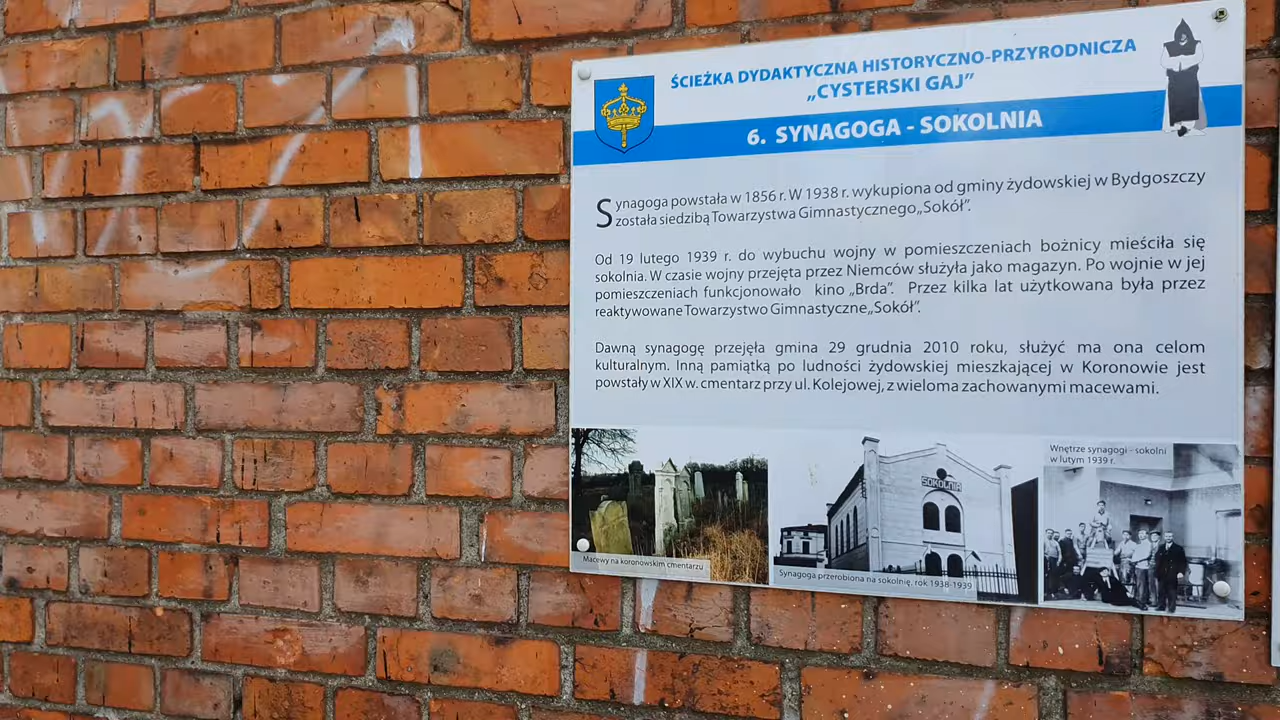 ŚCIEŻKA DYDAKTYCZNA HISTORYCZNO-PRZYRODNICZA
„CYSTERSKI GAJ”
6. SYNAGOGA - SOKOLNIA
Synagoga powstała w 1856 r. W 1938 r. wykupiona od gminy żydowskiej w Bydgoszczy
została siedzibą Towarzystwa Gimnastycznego „Sokół”.
Od 19 lutego 1939 r. do wybuchu wojny w pomieszczeniach bożnicy mieściła się
sokolnia. W czasie wojny przejęta przez Niemców służyła jako magazyn. Po wojnie w jej
pomieszczeniach funkcjonowało kino „Brda”. Przez kilka lat użytkowana była przez
reaktywowane Towarzystwo Gimnastyczne „Sokół”.
Dawną synagogę przejęła gmina 29 grudnia 2010 roku, służyć ma ona celom
kulturalnym. Inną pamiątką po ludności żydowskiej mieszkającej w Koronowie jest
powstały w XIX w. cmentarz przy ul. Kolejowej, z wieloma zachowanymi macewami.
Macewy na koronowskim cmentarzu
SOKOLNIA
Synagoga przerobiona na sokolnię, rok 1938-1939
Wnętrze synagogi - sokolni
w lutym 1939 r.